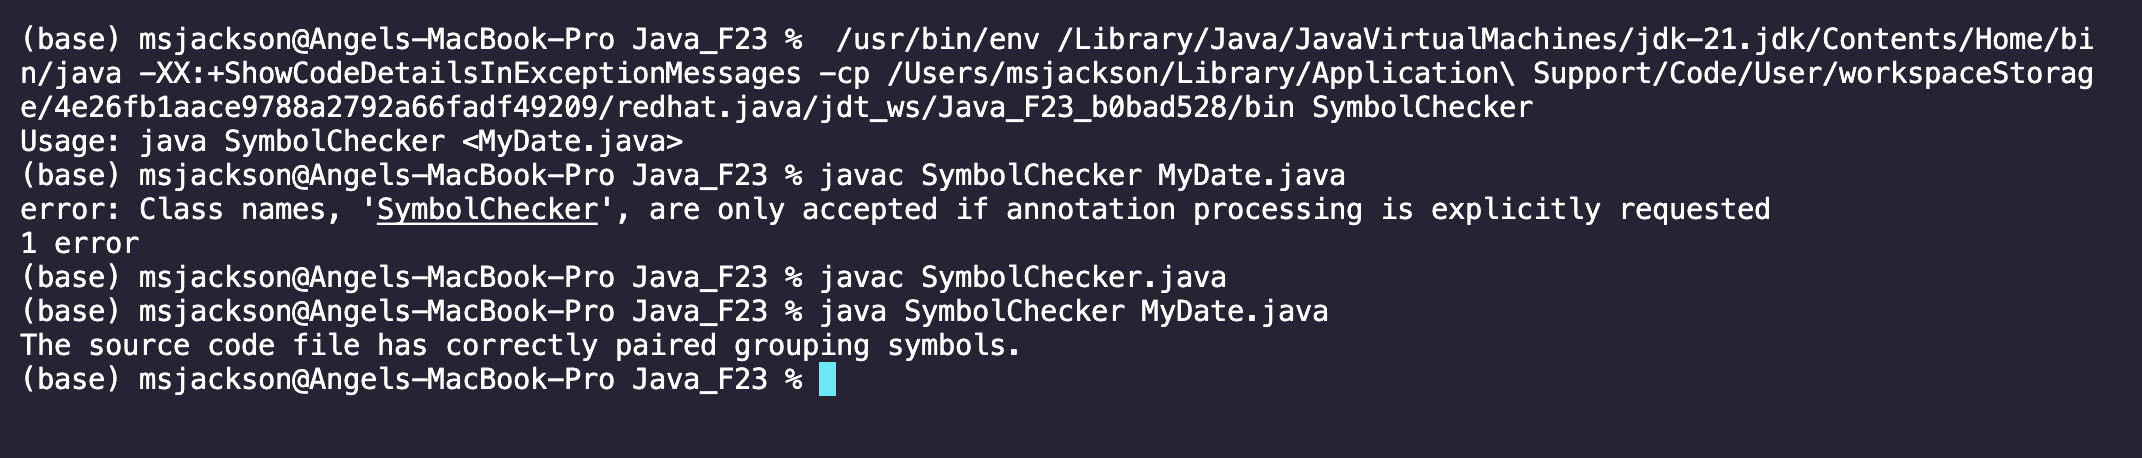 (base) msjackson@Angels-MacBook-Pro Java_F23 %  /usr/bin/env /Library/Java/JavaVirtualMachines/jdk-21.jdk/Contents/Home/bi
n/java -XX:+ShowCodeDetailsInExceptionMessages -cp /Users/msjackson/Library/Application\ Support/Code/User/workspaceStorag
e/4e26fb1aace9788a2792a66fadf49209/redhat.java/jdt_ws/Java_F23_b0bad528/bin SymbolChecker
Usage: java SymbolChecker <MyDate.java>
(base) msjackson@Angels-MacBook-Pro Java_F23 % javac SymbolChecker MyDate.java
error: Class names, 'SymbolChecker', are only accepted if annotation processing is explicitly requested
1 error
(base) msjackson@Angels-MacBook-Pro Java_F23 % javac SymbolChecker.java
(base) msjackson@Angels-MacBook-Pro Java_F23 % java SymbolChecker MyDate.java
The source code file has correctly paired grouping symbols.
(base) msjackson@Angels-MacBook-Pro Java_F23 %